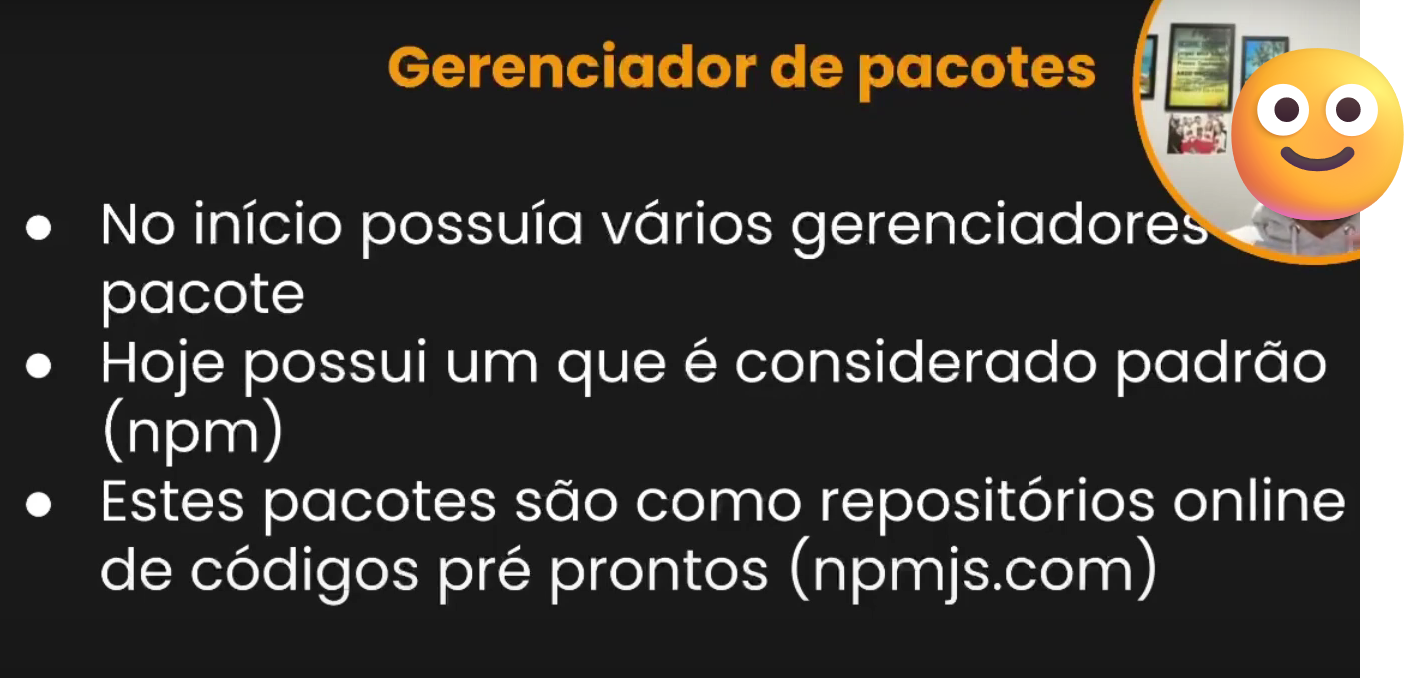 Gerenciador de pacotes
● No início possuía vários gerenciadores
pacote
● Hoje possui um que é considerado padrão
(npm)
● Estes pacotes são como repositórios online
de códigos pré prontos (npmjs.com)